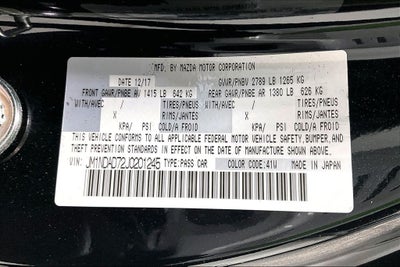 MFD. BY MAZDA MOTOR CORPORATION
DATE 12/17 GVWR/PNBV 2789 LB 1265 KG
FRONT GAWR/PNBE AV 1415 LB 642 KG REAR GAWR/PNBE AR 1380 LB 626 KG
WITH/AVEC / TIRES/PNEUS WITH/AVEC / TIRES/PNEUS
X RIMS/JANTES X RIMS/JANTES
KPA/ PSI COLD/A FROID KPA/ PSI COLD/A FROID
THIS VEHICLE CONFORMS TO ALL APPLICABLE FEDERAL MOTOR VEHICLE SAFETY, BUMPER, AND
THEFT PREVENTION STANDARDS IN EFFECT ON THE DATE OF MANUFACTURE SHOWN ABOVE.
VIN: JM1NDAD72J0201245 TYPE: PASS CAR COLOR CODE: 41W MADE IN JAPAN